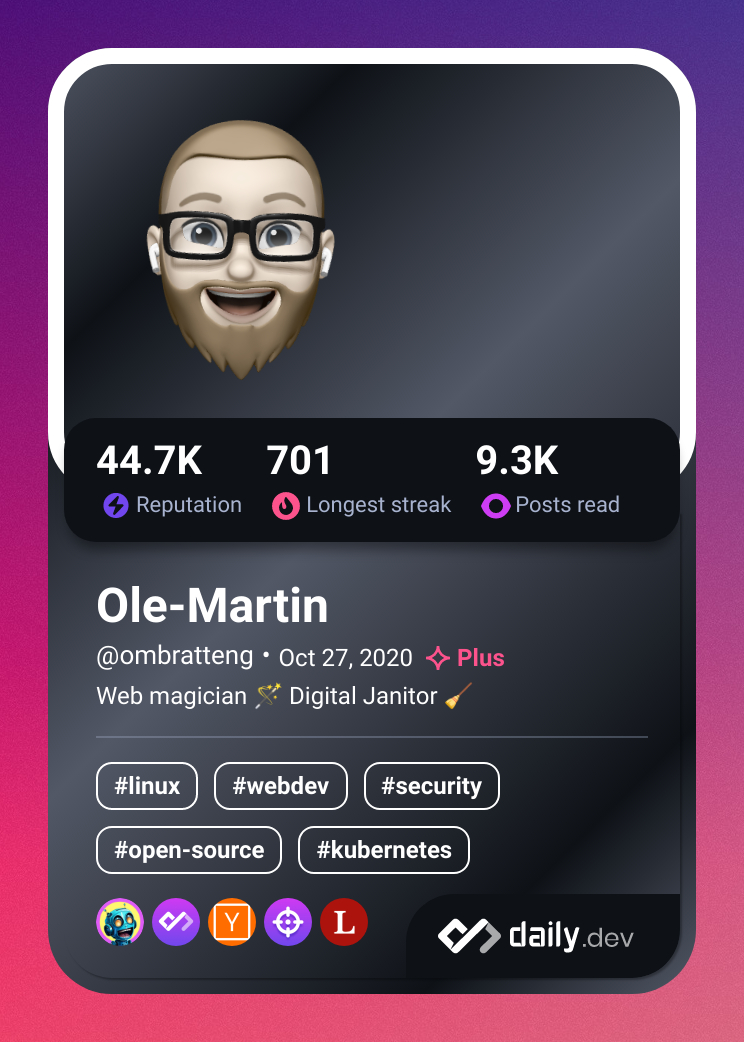 44.7K 701 9.3K
Reputation Longest streak Posts read
Ole-Martin
@ombratteng • Oct 27, 2020 Plus
Web magician 🪄 Digital Janitor 🧹
#linux #webdev #security
#open-source #kubernetes
Y L
daily.dev